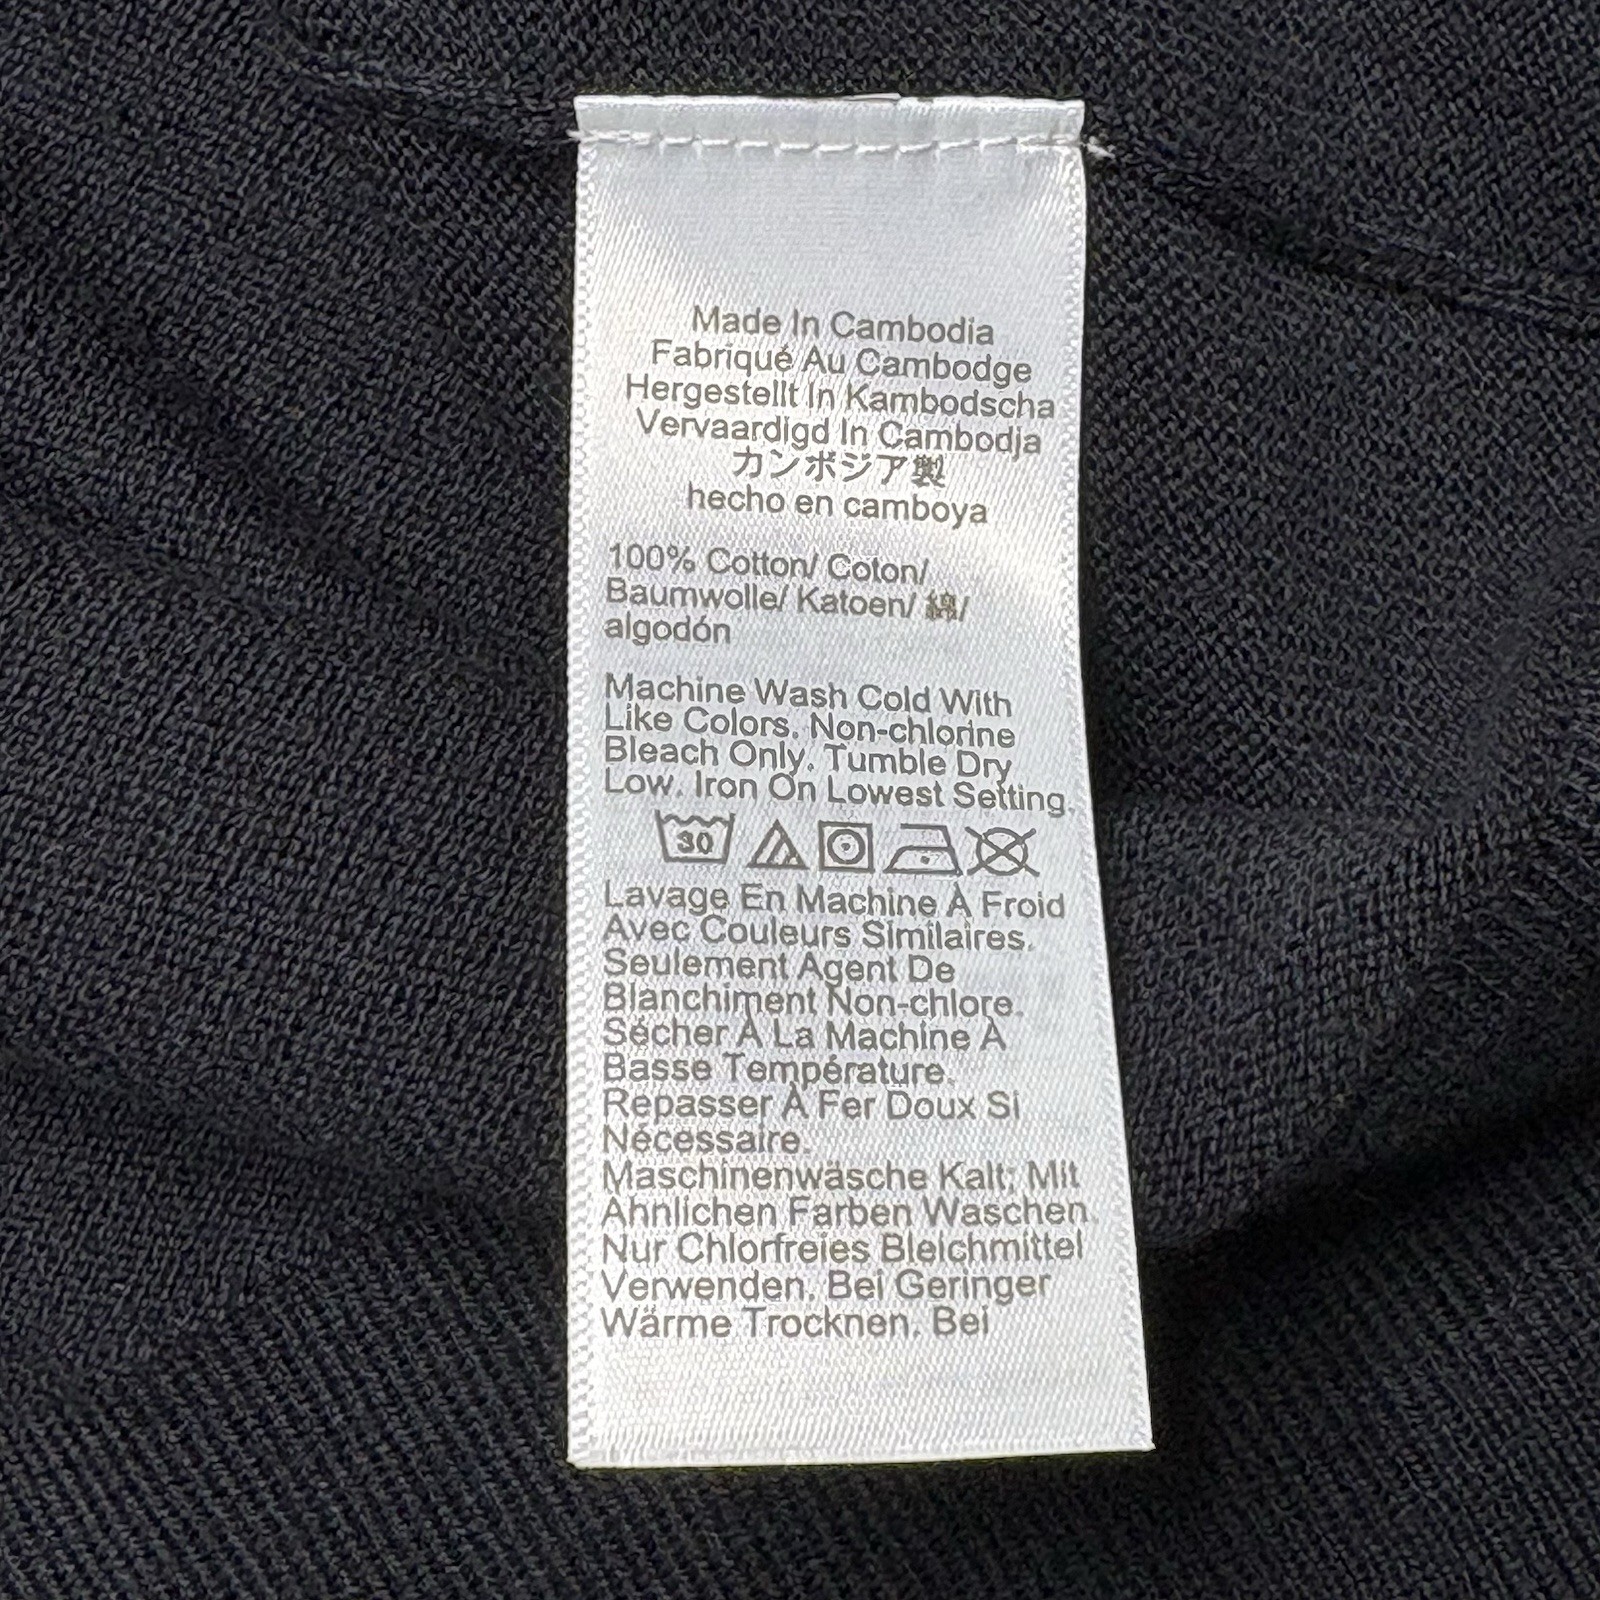 Made In Cambodia
Fabriqué Au Cambodge
Hergestellt In Kambodscha
Vervaardigd In Cambodja
カンボジア製
hecho en camboya
100% Cotton/ Coton/
Baumwolle/ Katoen/ 綿/
algodón
Machine Wash Cold With
Like Colors. Non-chlorine
Bleach Only. Tumble Dry
Low. Iron On Lowest Setting.
30
Lavage En Machine À Froid
Avec Couleurs Similaires.
Seulement Agent De
Blanchiment Non-chlore.
Sécher À La Machine À
Basse Température.
Repasser À Fer Doux Si
Nécessaire.
Maschinenwäsche Kalt; Mit
Ähnlichen Farben Waschen.
Nur Chlorfreies Bleichmittel
Verwenden. Bei Geringer
Wärme Trocknen. Bei